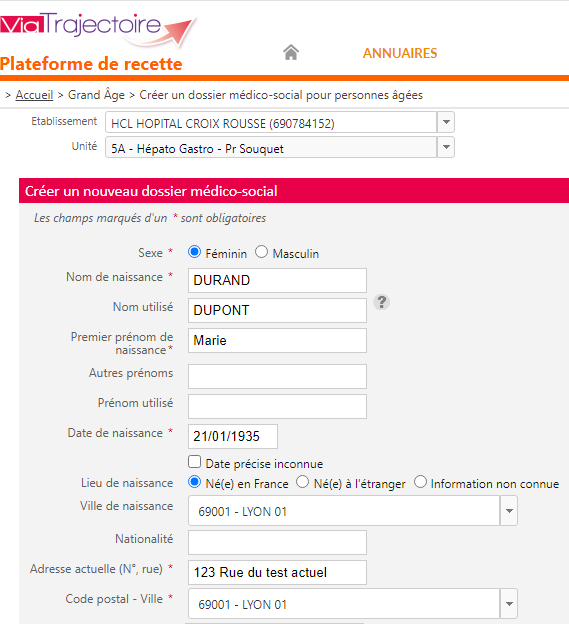 ViaTrajectoire
Plateforme de recette
ANNUAIRES
> Accueil > Grand Âge > Créer un dossier médico-social pour personnes âgées
Etablissement HCL HOPITAL CROIX ROUSSE (690784152)
Unité 5A - Hépato Gastro - Pr Souquet
Créer un nouveau dossier médico-social
Les champs marqués d'un * sont obligatoires
Sexe * Féminin Masculin
Nom de naissance * DURAND
Nom utilisé DUPONT ?
Premier prénom de
naissance* Marie
Autres prénoms
Prénom utilisé
Date de naissance * 21/01/1935
Date précise inconnue
Lieu de naissance Né(e) en France Né(e) à l'étranger Information non connue
Ville de naissance 69001 - LYON 01
Nationalité
Adresse actuelle (N°, rue) * 123 Rue du test actuel
Code postal - Ville * 69001 - LYON 01